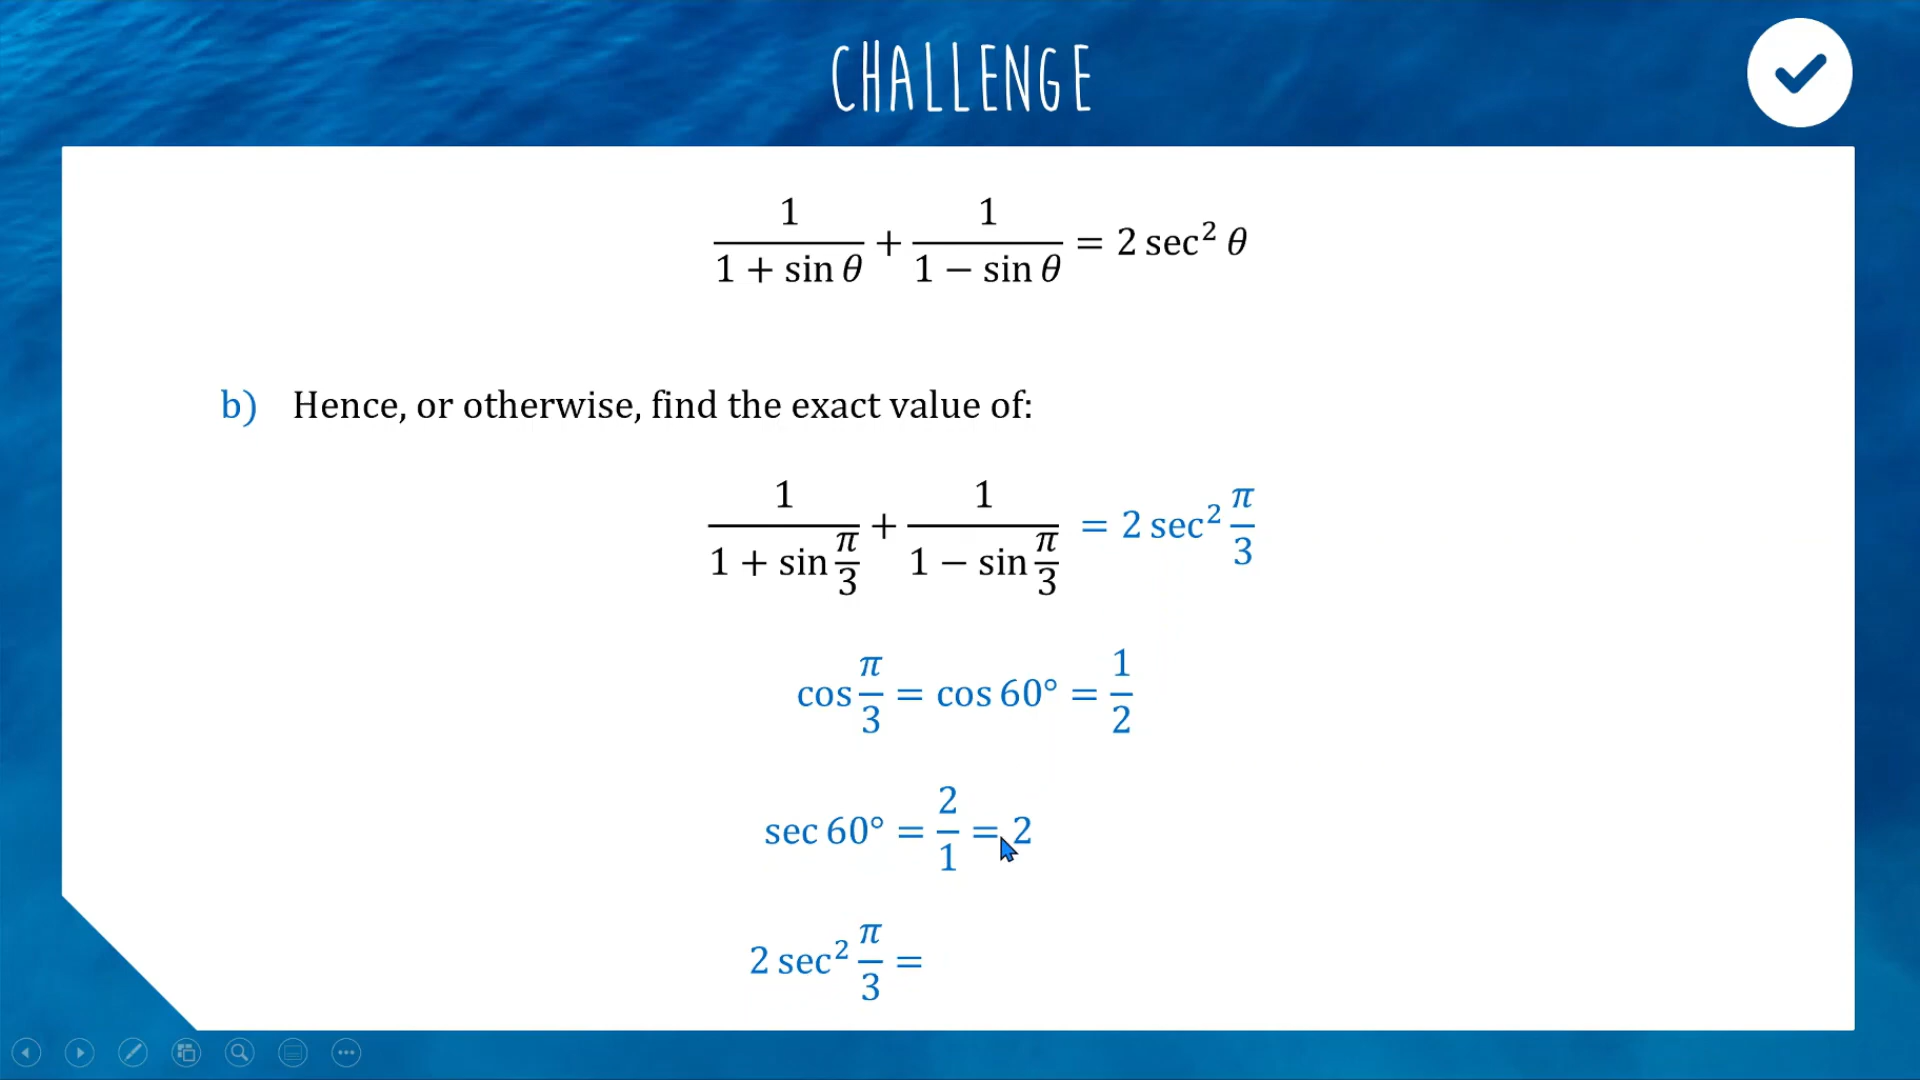 CHALLENGE
1/(1 + sin θ) + 1/(1 − sin θ) = 2 sec² θ
b) Hence, or otherwise, find the exact value of:
1/(1 + sin π/3) + 1/(1 − sin π/3) = 2 sec² π/3
cos π/3 = cos 60° = 1/2
sec 60° = 2/1 = 2
2 sec² π/3 =